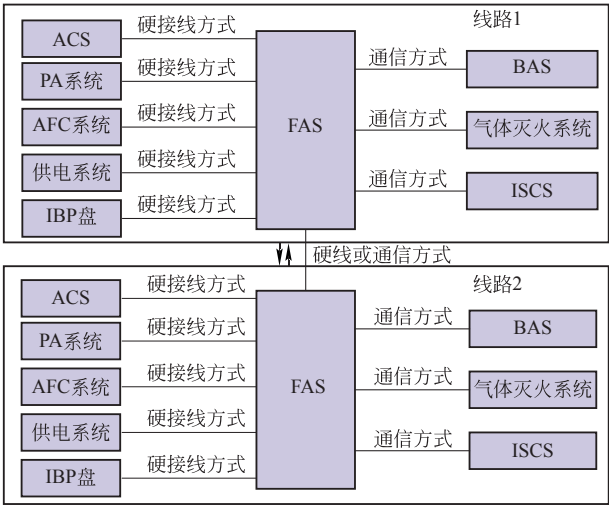 线路1
ACS 硬接线方式
PA系统 硬接线方式
AFC系统 硬接线方式
供电系统 硬接线方式
IBP盘 硬接线方式
FAS
通信方式 BAS
通信方式 气体灭火系统
通信方式 ISCS
硬线或通信方式
线路2
ACS 硬接线方式
PA系统 硬接线方式
AFC系统 硬接线方式
供电系统 硬接线方式
IBP盘 硬接线方式
FAS
通信方式 BAS
通信方式 气体灭火系统
通信方式 ISCS